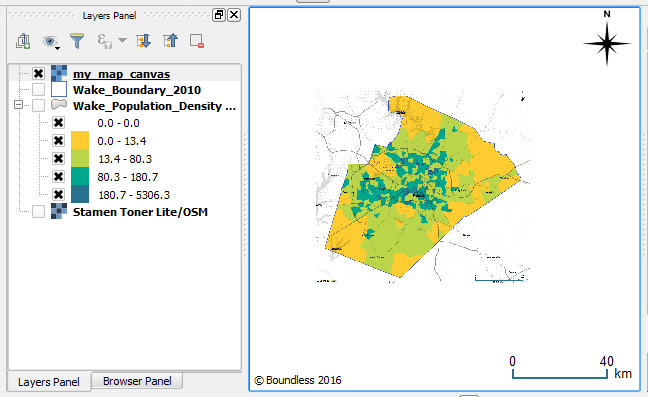 Layers Panel
my_map_canvas
Wake_Boundary_2010
Wake_Population_Density ...
0.0 - 0.0
0.0 - 13.4
13.4 - 80.3
80.3 - 180.7
180.7 - 5306.3
Stamen Toner Lite/OSM
Layers Panel
Browser Panel
N
© Boundless 2016
0 40
km